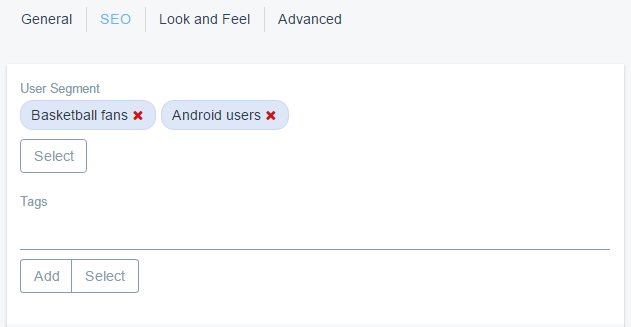 General SEO Look and Feel Advanced
User Segment
Basketball fans Android users
Select
Tags
Add Select